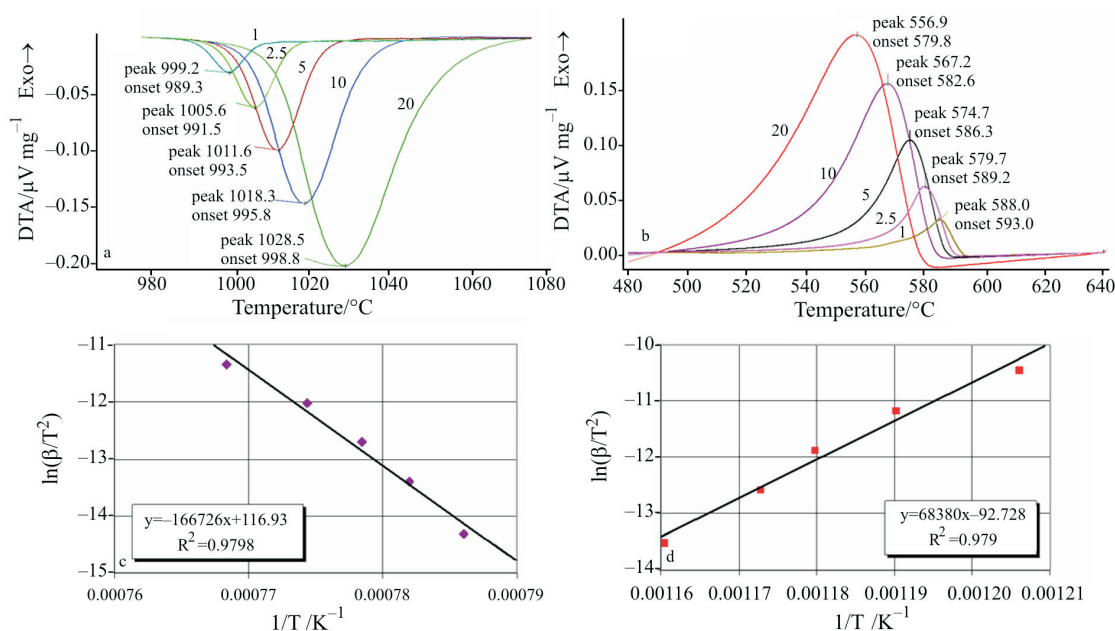 DTA/μV mg⁻¹ Exo→
−0.05
−0.10
−0.15
−0.20
1
2.5
5
10
20
peak 999.2
onset 989.3
peak 1005.6
onset 991.5
peak 1011.6
onset 993.5
peak 1018.3
onset 995.8
peak 1028.5
onset 998.8
a
980 1000 1020 1040 1060 1080
Temperature/°C
DTA/μV mg⁻¹ Exo→
0.15
0.10
0.05
0.00
20
10
5
2.5
1
peak 556.9
onset 579.8
peak 567.2
onset 582.6
peak 574.7
onset 586.3
peak 579.7
onset 589.2
peak 588.0
onset 593.0
b
480 500 520 540 560 580 600 620 640
Temperature/°C
ln(β/T²)
−11
−12
−13
−14
−15
y=−166726x+116.93
R²=0.9798
c
0.00076 0.00077 0.00078 0.00079
1/T /K⁻¹
ln(β/T²)
−10
−11
−12
−13
−14
y=68380x−92.728
R²=0.979
d
0.00116 0.00117 0.00118 0.00119 0.00120 0.00121
1/T /K⁻¹